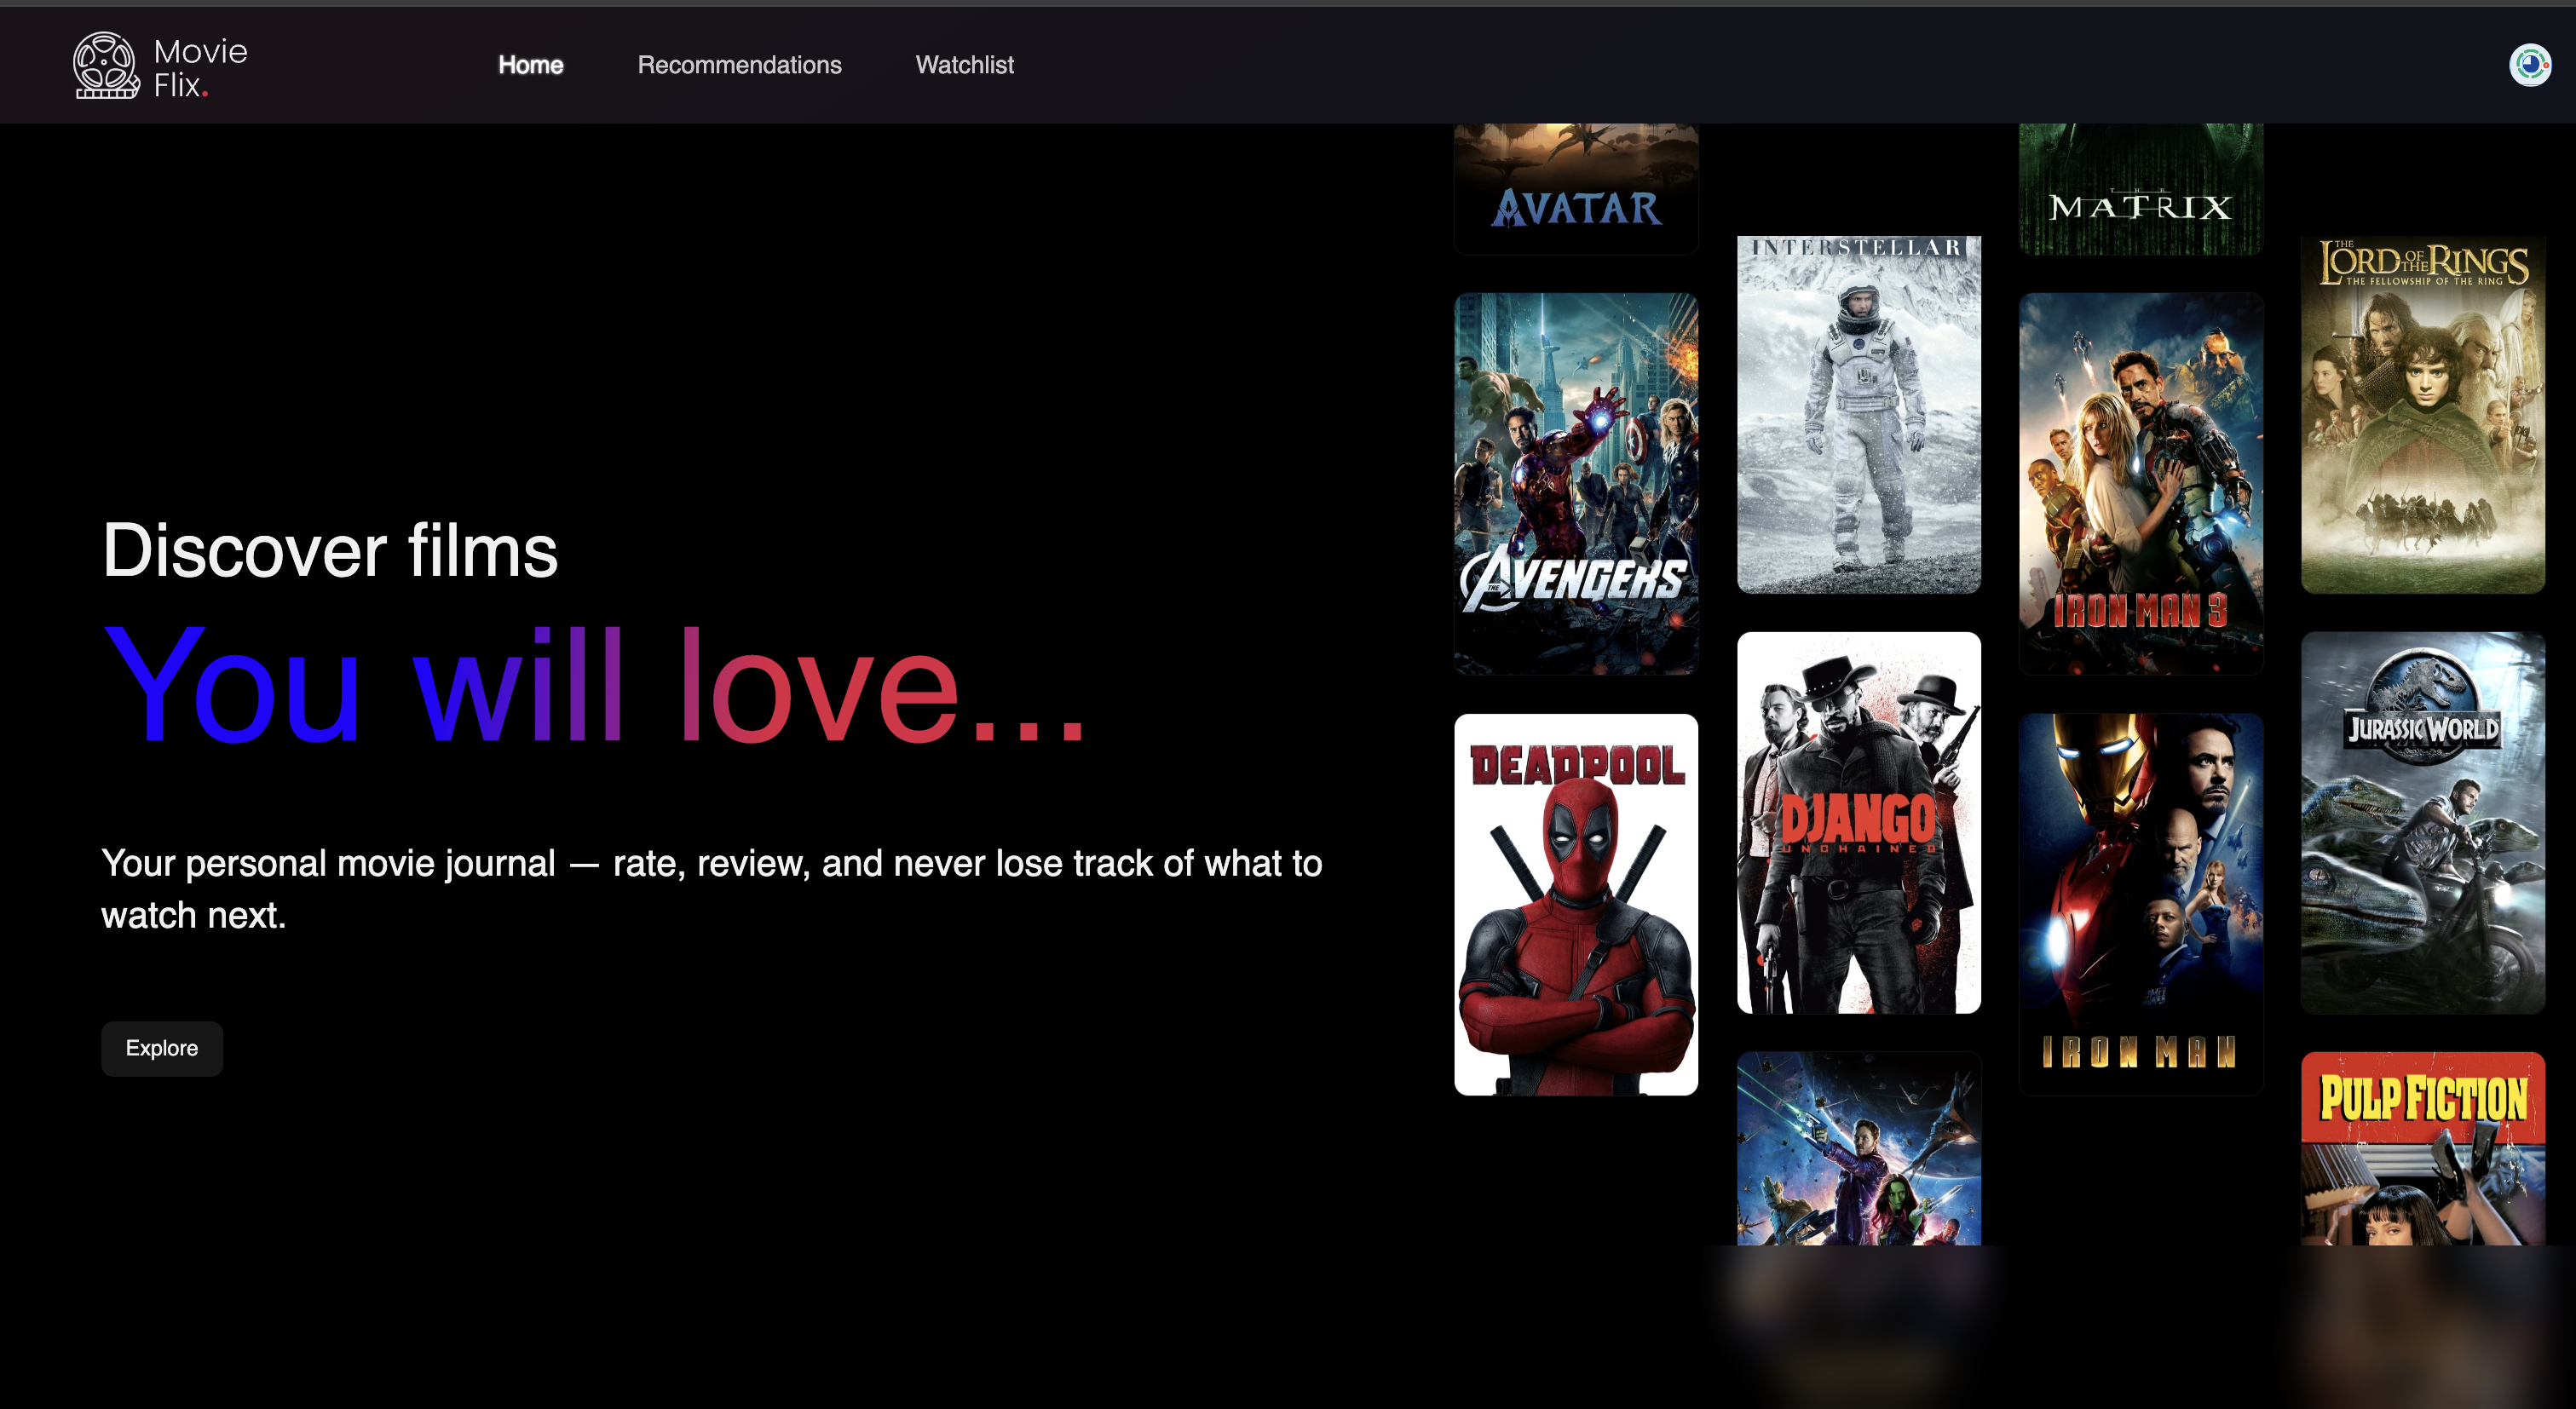 Movie
Flix.
Home
Recommendations
Watchlist
AVATAR
THE
MATRIX
INTERSTELLAR
THE
LORD OF THE RINGS
THE FELLOWSHIP OF THE RING
Discover films
You will love...
THE AVENGERS
IRON MAN 3
JURASSIC WORLD
DEADPOOL
DJANGO
UNCHAINED
Your personal movie journal — rate, review, and never lose track of what to
watch next.
Explore
IRON MAN
PULP FICTION